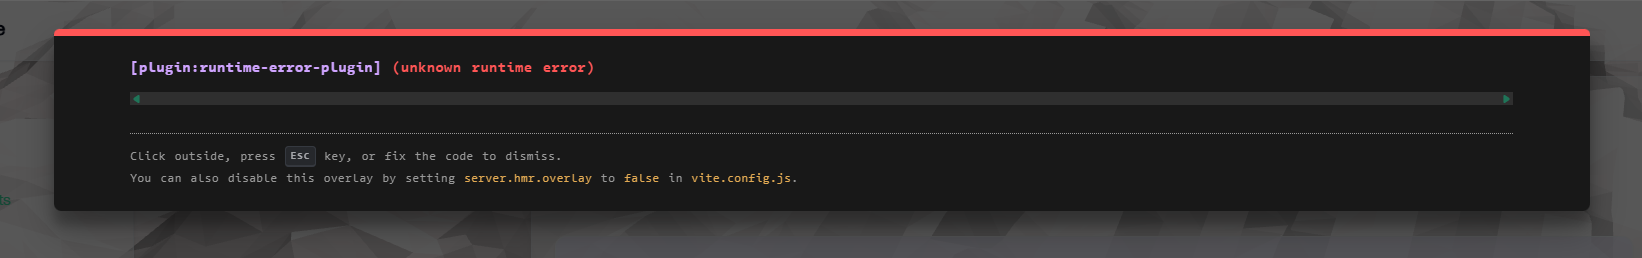 e
[plugin:runtime-error-plugin] (unknown runtime error)
Click outside, press Esc key, or fix the code to dismiss.
You can also disable this overlay by setting server.hmr.overlay to false in vite.config.js.
ts